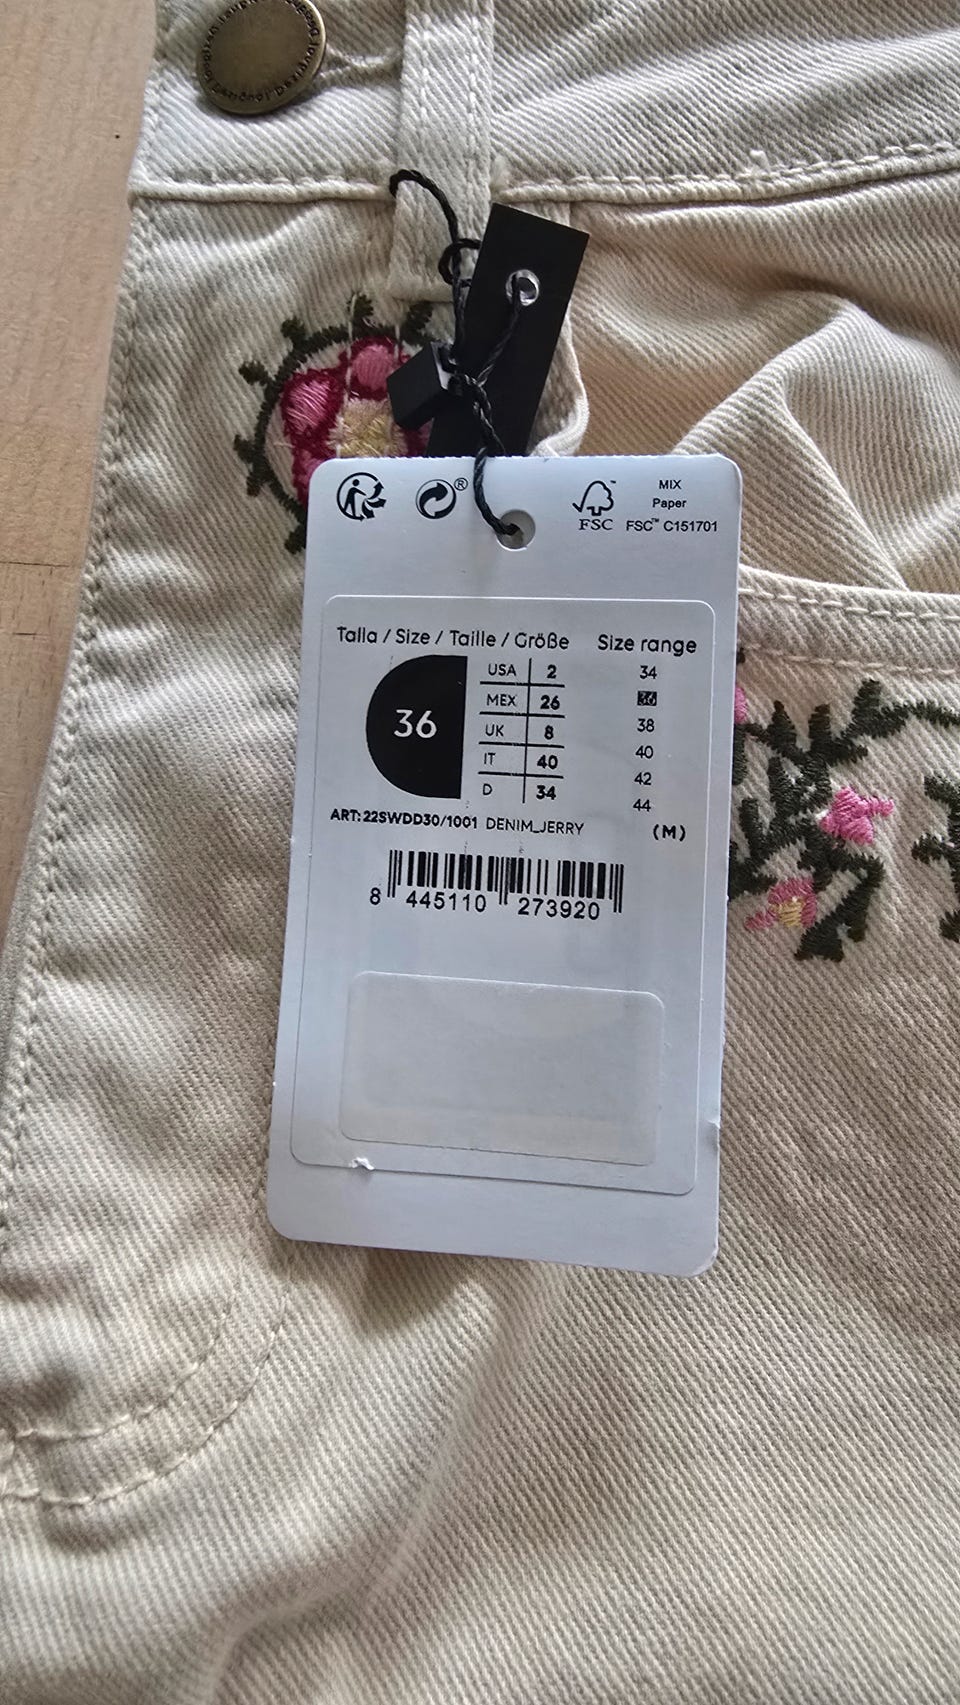 ®
FSC™
MIX
Paper
FSC™ C151701
Talla / Size / Taille / Größe
Size range
36
USA 2
MEX 26
UK 8
IT 40
D 34
34
36
38
40
42
44
ART: 22SWDD30/1001 DENIM_JERRY
(M)
8 445110 273920